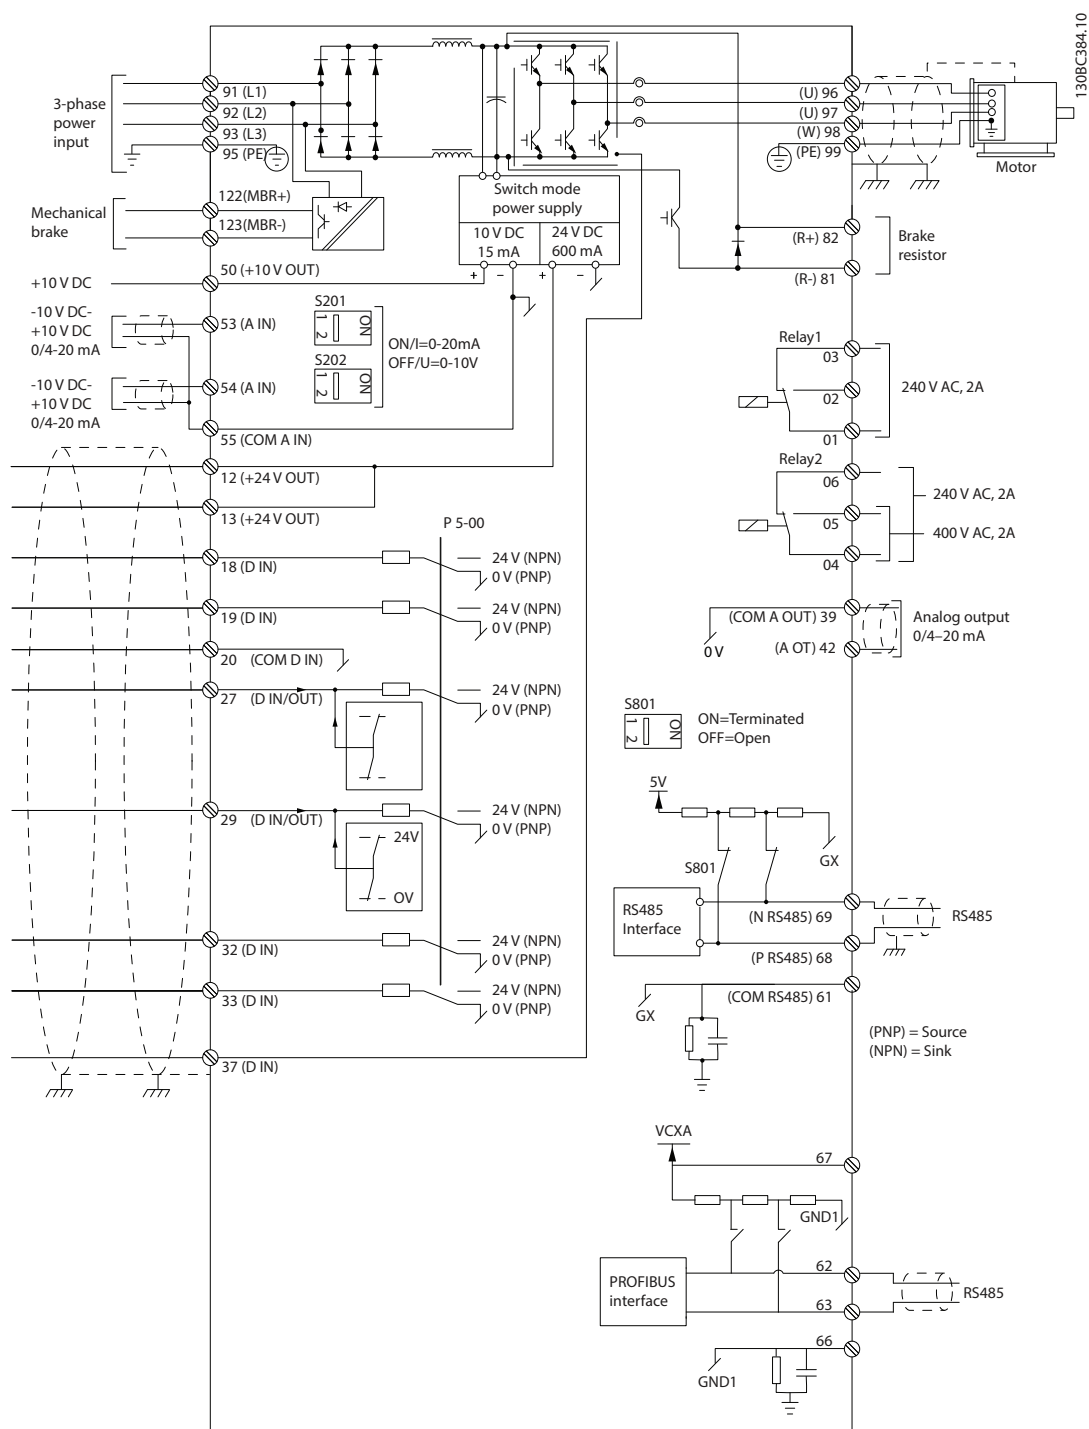 130BC384.10
3-phase
power
input
91 (L1)
92 (L2)
93 (L3)
95 (PE)
(U) 96
(U) 97
(W) 98
(PE) 99
Motor
Mechanical
brake
122(MBR+)
123(MBR-)
Switch mode
power supply
10 V DC
15 mA
24 V DC
600 mA
+
−
+
−
(R+) 82
(R-) 81
Brake
resistor
+10 V DC
50 (+10 V OUT)
-10 V DC-
+10 V DC
0/4-20 mA
53 (A IN)
S201
1
2
ON
S202
1
2
ON
ON/I=0-20mA
OFF/U=0-10V
-10 V DC-
+10 V DC
0/4-20 mA
54 (A IN)
55 (COM A IN)
Relay1
03
02
01
240 V AC, 2A
Relay2
06
05
04
240 V AC, 2A
400 V AC, 2A
12 (+24 V OUT)
13 (+24 V OUT)
P 5-00
18 (D IN)
24 V (NPN)
0 V (PNP)
19 (D IN)
24 V (NPN)
0 V (PNP)
20 (COM D IN)
27 (D IN/OUT)
24 V (NPN)
0 V (PNP)
29 (D IN/OUT)
24 V (NPN)
0 V (PNP)
24V
OV
32 (D IN)
24 V (NPN)
0 V (PNP)
33 (D IN)
24 V (NPN)
0 V (PNP)
37 (D IN)
(COM A OUT) 39
0 V
(A OT) 42
Analog output
0/4–20 mA
S801
1
2
ON
ON=Terminated
OFF=Open
5V
S801
GX
RS485
Interface
(N RS485) 69
(P RS485) 68
RS485
(COM RS485) 61
GX
(PNP) = Source
(NPN) = Sink
VCXA
67
GND1
PROFIBUS
interface
62
63
RS485
66
GND1